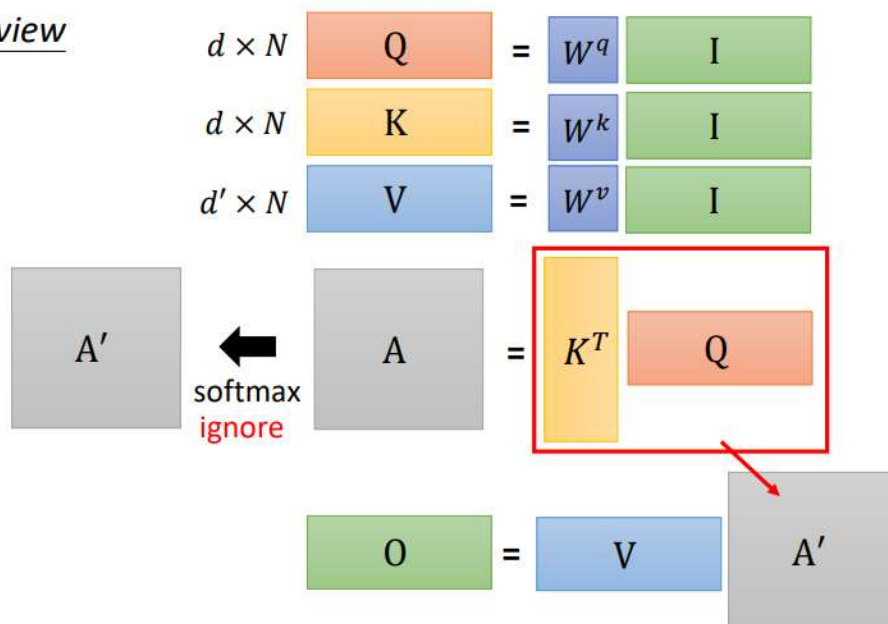 view
d × N Q = W^q I
d × N K = W^k I
d′ × N V = W^v I
A′ A = K^T Q
softmax
ignore
O = V A′